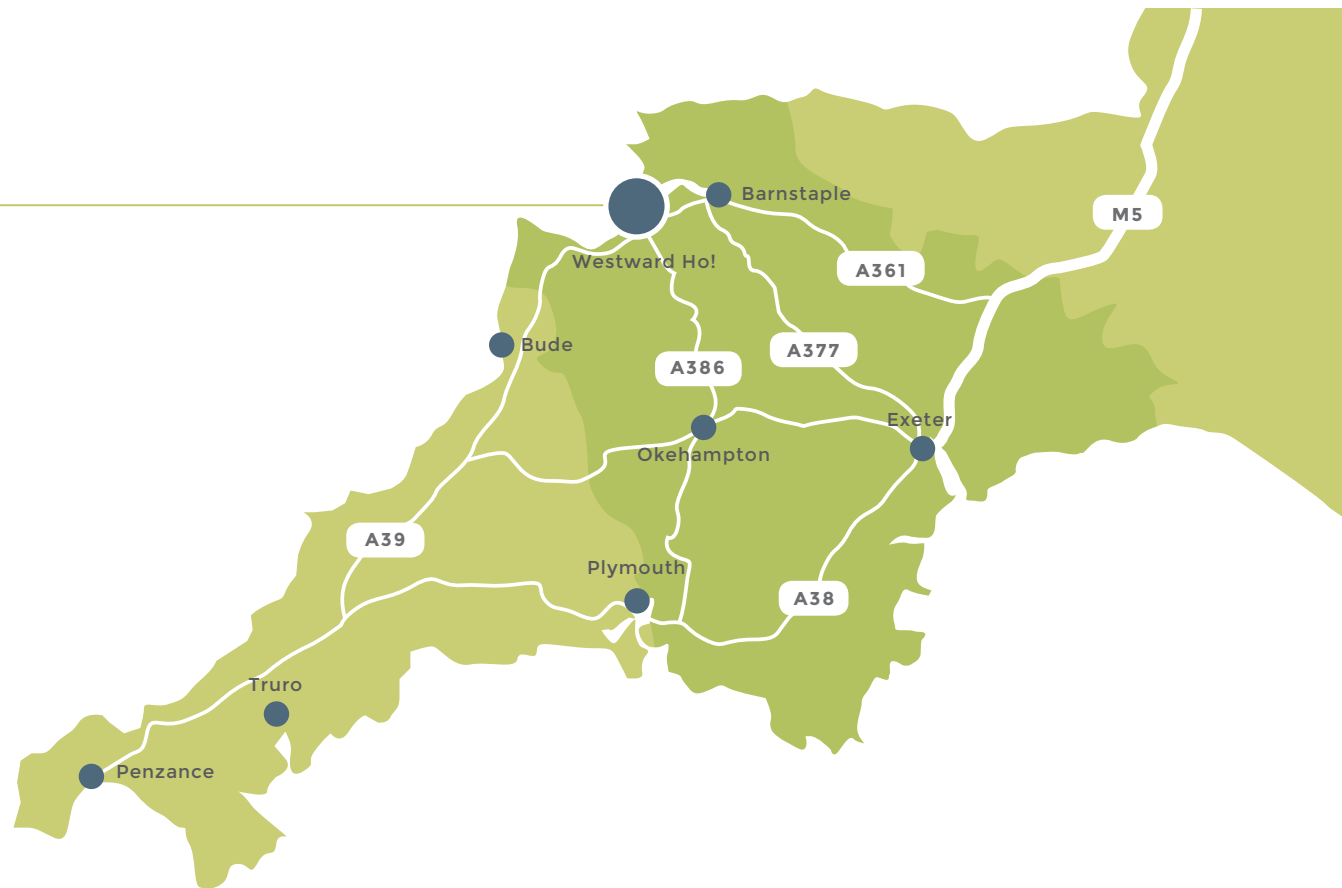 Barnstaple
M5
Westward Ho!
A361
Bude
A377
A386
Exeter
Okehampton
A39
Plymouth
A38
Truro
Penzance